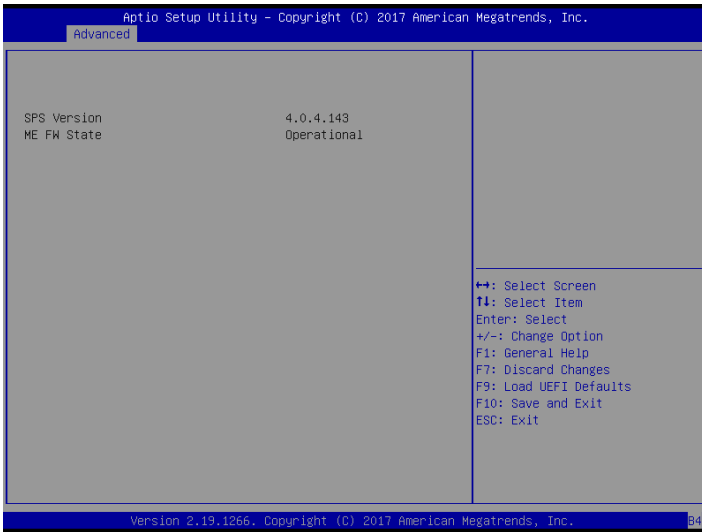 Aptio Setup Utility – Copyright (C) 2017 American Megatrends, Inc.
Advanced
SPS Version 4.0.4.143
ME FW State Operational
↔: Select Screen
↑↓: Select Item
Enter: Select
+/-: Change Option
F1: General Help
F7: Discard Changes
F9: Load UEFI Defaults
F10: Save and Exit
ESC: Exit
Version 2.19.1266. Copyright (C) 2017 American Megatrends, Inc.
B4